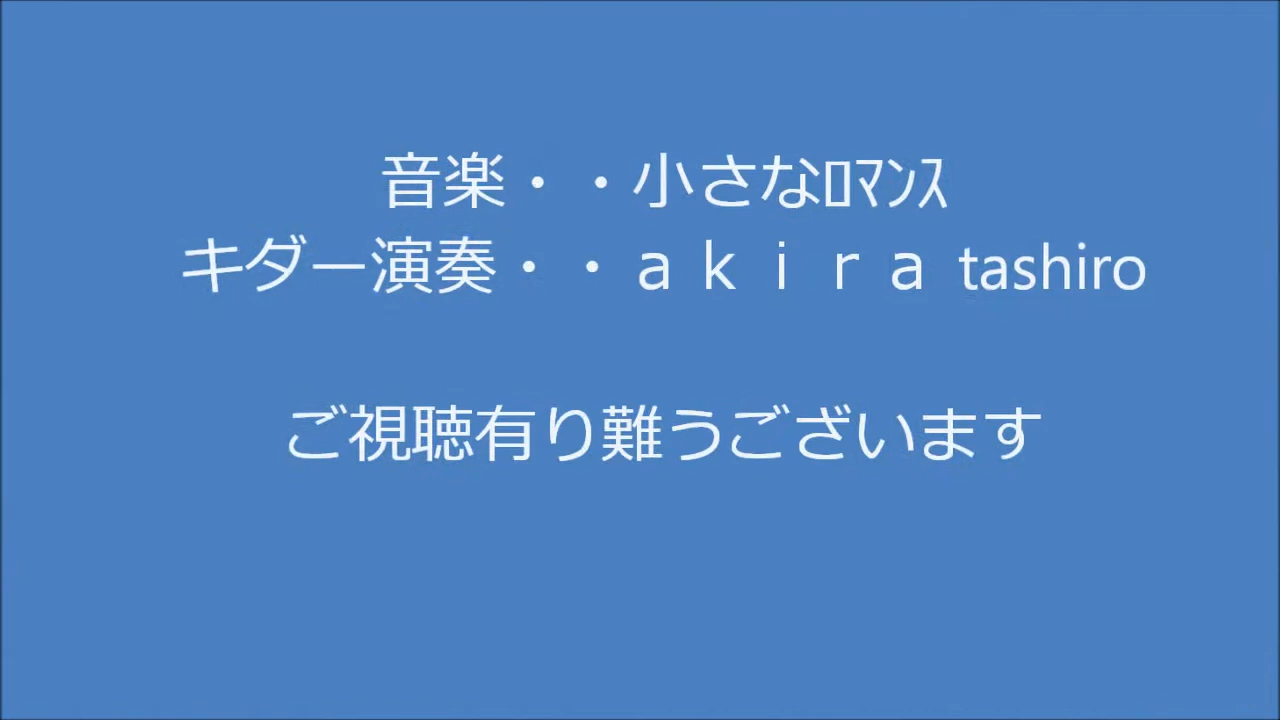 音楽・・小さなﾛﾏﾝｽ
キダー演奏・・ａｋｉｒａ tashiro
ご視聴有り難うございます